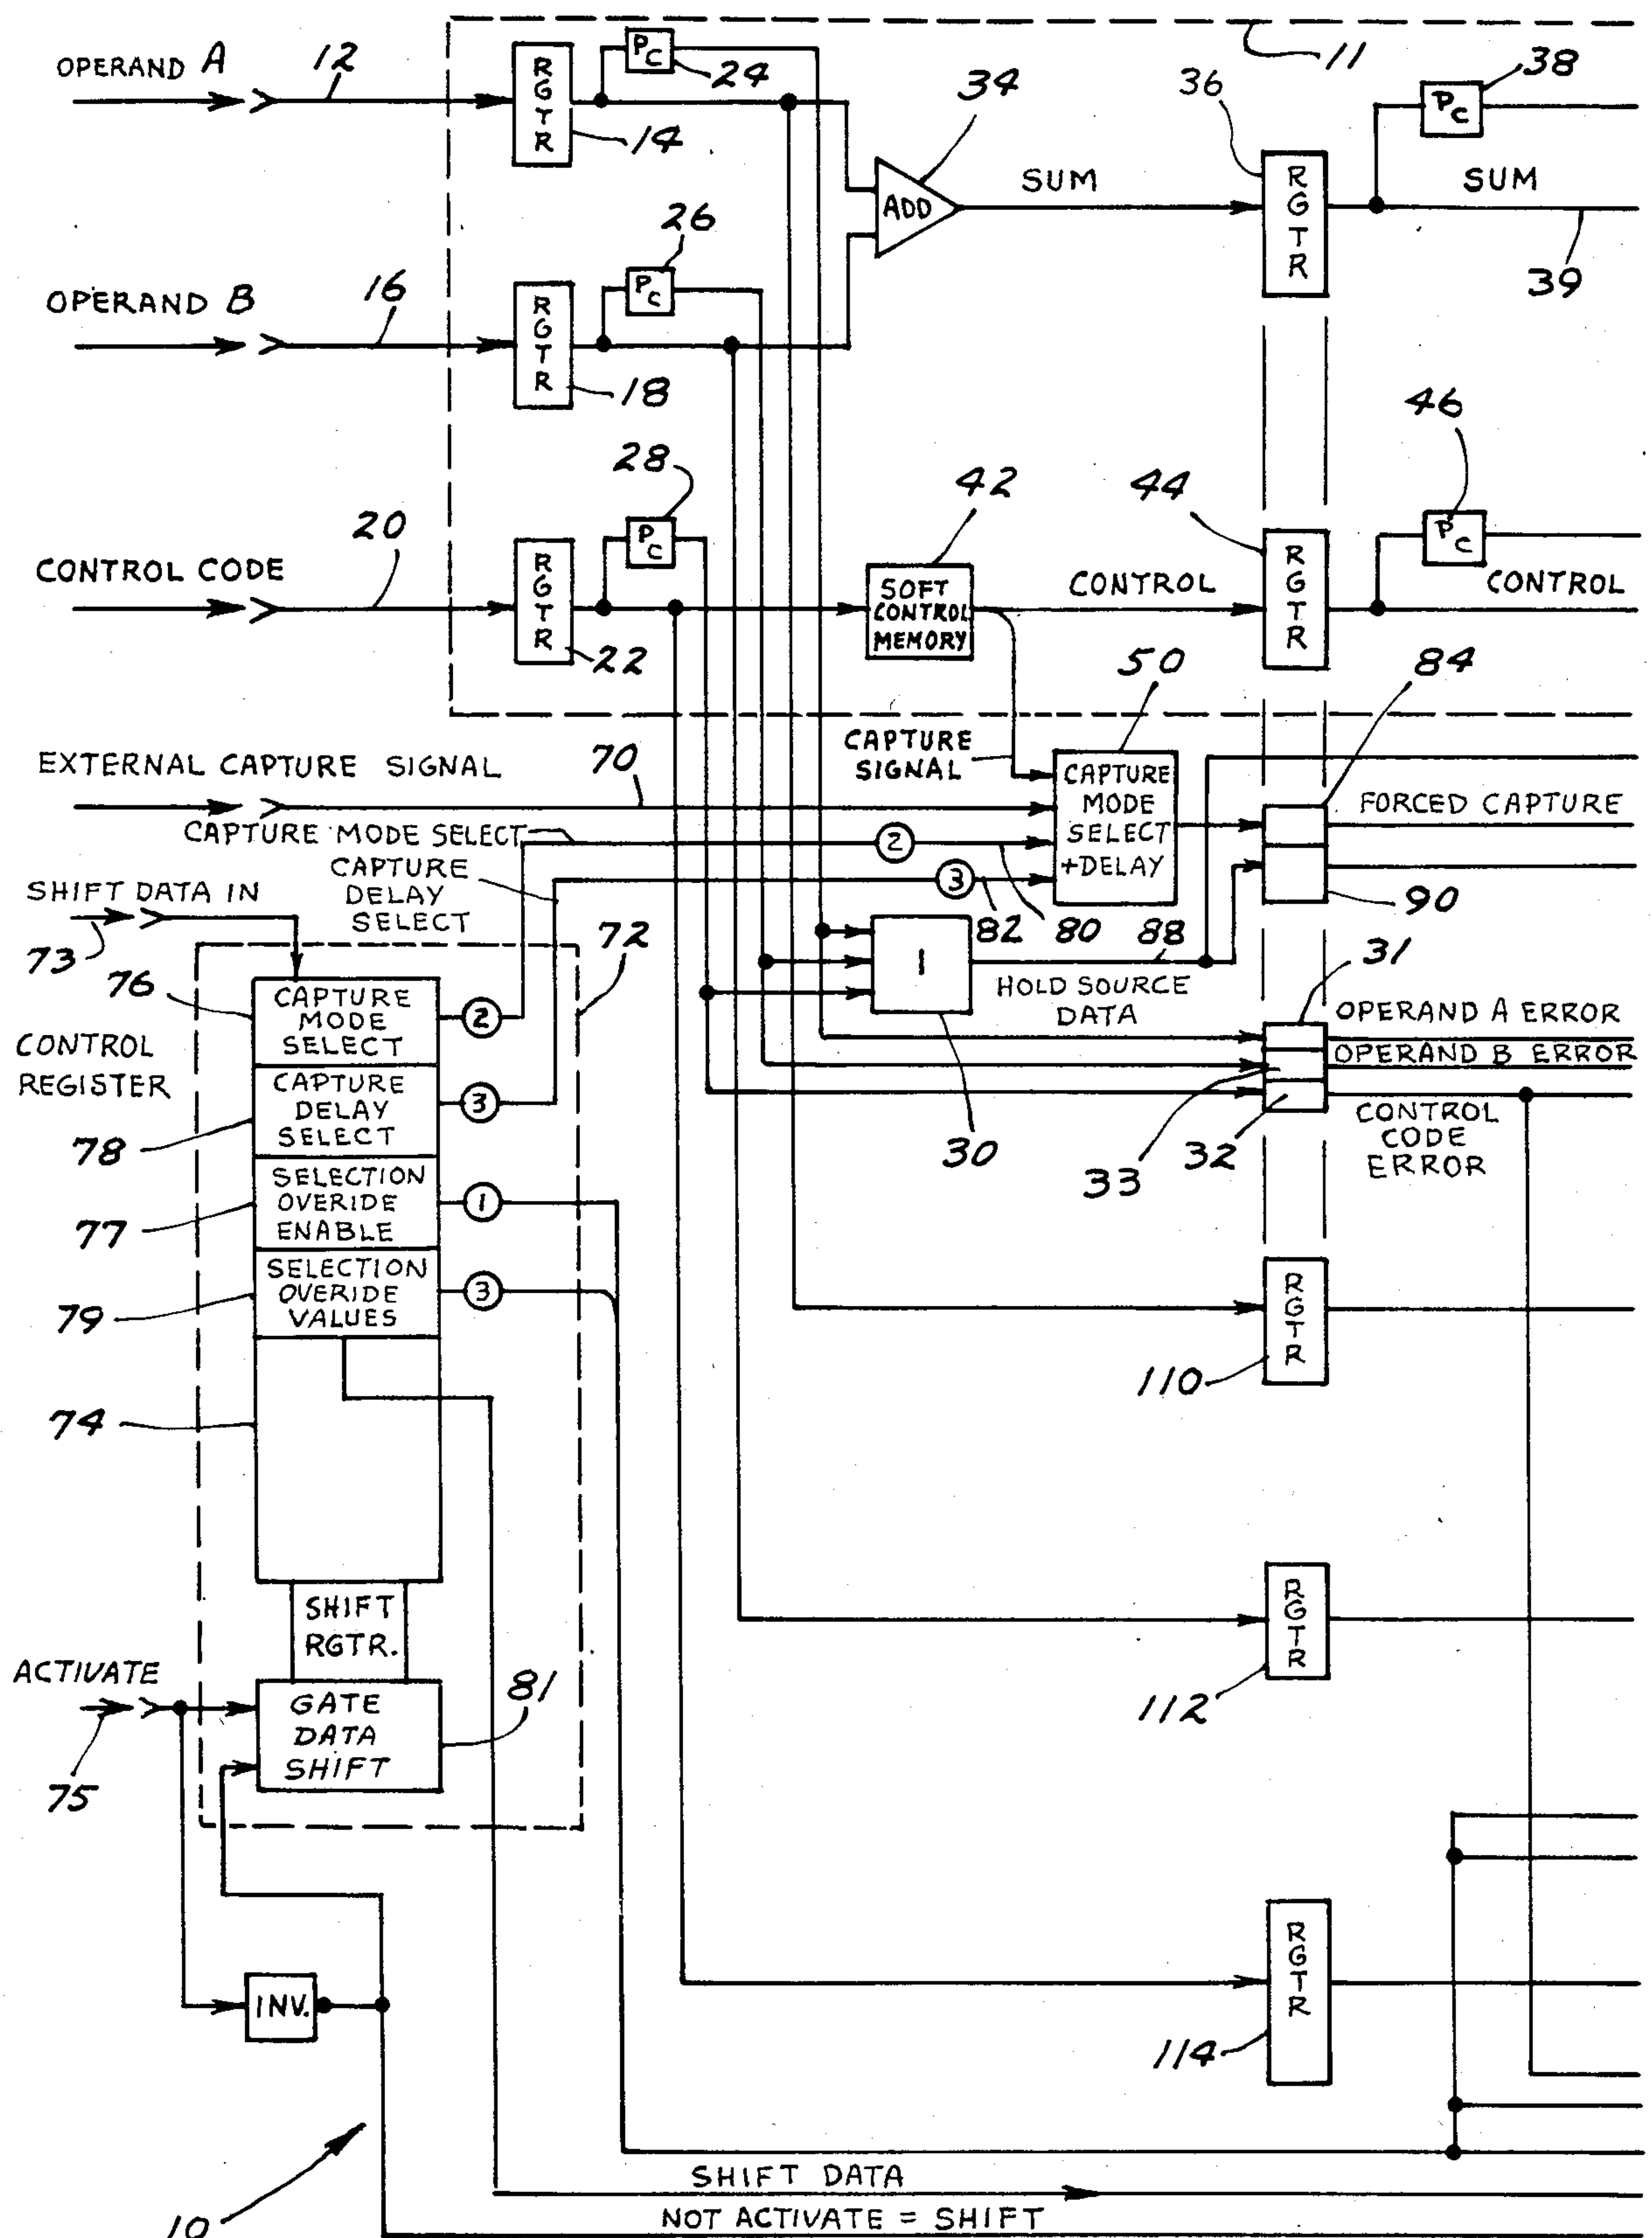 OPERAND A
12
RGTR
14
PC
24
11
34
ADD
SUM
36
RGTR
38
PC
SUM
39
OPERAND B
16
RGTR
18
PC
26
CONTROL CODE
20
RGTR
22
PC
28
42
SOFT
CONTROL
MEMORY
CONTROL
44
RGTR
46
PC
CONTROL
EXTERNAL CAPTURE SIGNAL
70
CAPTURE
SIGNAL
50
CAPTURE
MODE
SELECT
+DELAY
84
FORCED CAPTURE
90
CAPTURE MODE SELECT
2
CAPTURE
DELAY
SELECT
3
82
80
88
SHIFT DATA IN
73
72
1
30
HOLD SOURCE
DATA
31
OPERAND A ERROR
OPERAND B ERROR
33
32
CONTROL
CODE
ERROR
76
CAPTURE
MODE
SELECT
2
CONTROL
REGISTER
78
CAPTURE
DELAY
SELECT
3
77
SELECTION
OVERIDE
ENABLE
1
79
SELECTION
OVERIDE
VALUES
3
74
RGTR
110
SHIFT
RGTR.
RGTR
112
ACTIVATE
75
GATE
DATA
SHIFT
81
INV.
RGTR
114
10
SHIFT DATA
NOT ACTIVATE = SHIFT